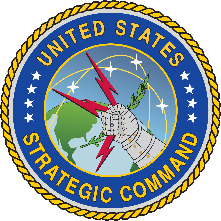 UNITED STATES
STRATEGIC COMMAND